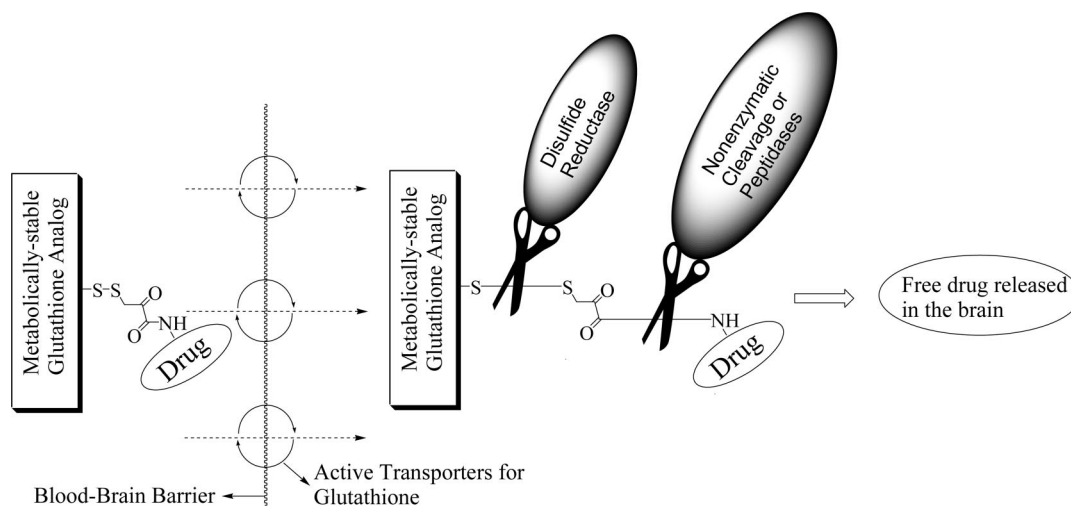 Metabolically-stable
Glutathione Analog
S-S
O
O
NH
Drug
Blood-Brain Barrier
Active Transporters for
Glutathione
Metabolically-stable
Glutathione Analog
S
S
O
O
NH
Drug
Disulfide
Reductase
Nonenzymatic
Cleavage or
Peptidases
Free drug released
in the brain